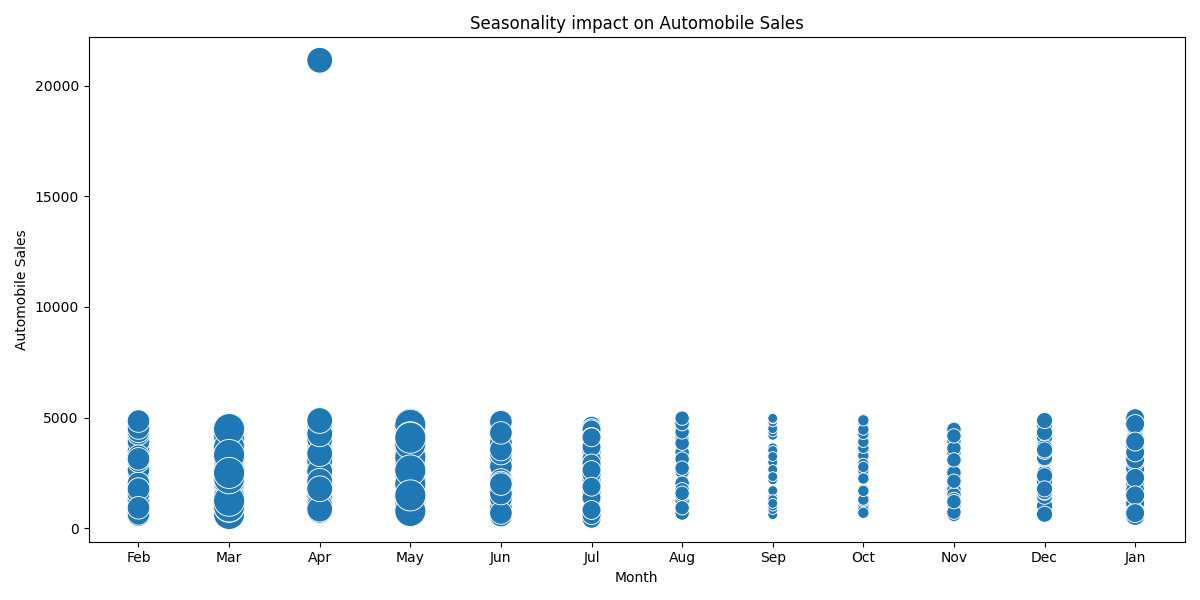 Seasonality impact on Automobile Sales
20000
15000
10000
5000
0
Automobile Sales
Feb Mar Apr May Jun Jul Aug Sep Oct Nov Dec Jan
Month